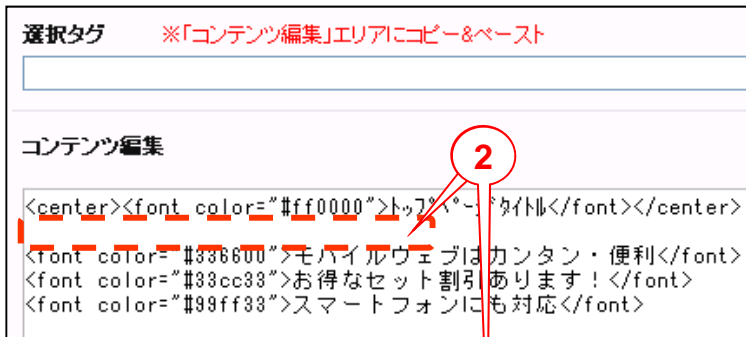 選択タグ ※「コンテンツ編集」エリアにコピー&ペースト
コンテンツ編集
2
<center><font color="#ff0000">ﾄｯﾌﾟﾍﾟｰｼﾞﾀｲﾄﾙ</font></center>
<font color="#336600">モバイルウェブはカンタン・便利</font>
<font color="#33cc33">お得なセット割引あります！</font>
<font color="#99ff33">スマートフォンにも対応</font>